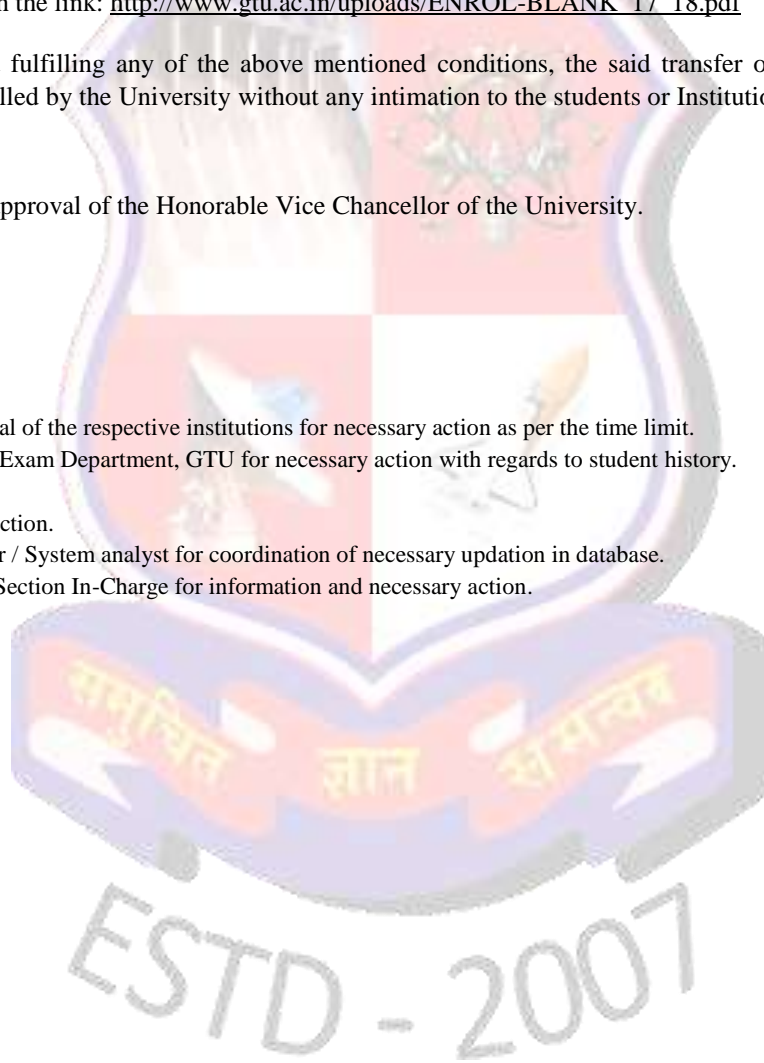 n the link: http://www.gtu.ac.in/uploads/ENROL-BLANK_17_18.pdf
fulfilling any of the above mentioned conditions, the said transfer o
lled by the University without any intimation to the students or Institutio
pproval of the Honorable Vice Chancellor of the University.
al of the respective institutions for necessary action as per the time limit.
Exam Department, GTU for necessary action with regards to student history.
ction.
r / System analyst for coordination of necessary updation in database.
Section In-Charge for information and necessary action.
समुचित ज्ञान समन्वय
ESTD - 2007